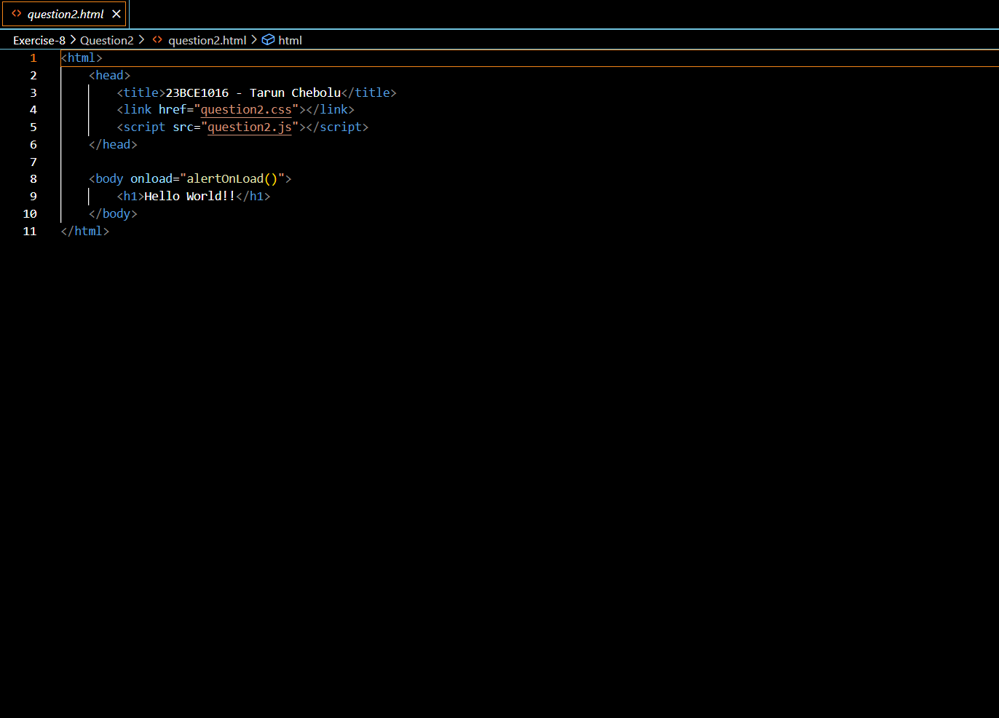 question2.html
Exercise-8 > Question2 > question2.html > html
1 <html>
2 <head>
3 <title>23BCE1016 - Tarun Chebolu</title>
4 <link href="question2.css"></link>
5 <script src="question2.js"></script>
6 </head>
7
8 <body onload="alertOnLoad()">
9 <h1>Hello World!!</h1>
10 </body>
11 </html>